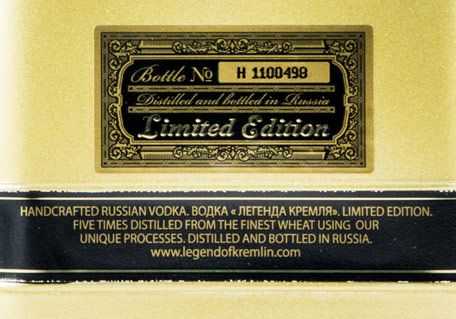 Bottle № H 1100498
Distilled and bottled in Russia
Limited Edition
HANDCRAFTED RUSSIAN VODKA. ВОДКА « ЛЕГЕНДА КРЕМЛЯ». LIMITED EDITION.
FIVE TIMES DISTILLED FROM THE FINEST WHEAT USING OUR
UNIQUE PROCESSES. DISTILLED AND BOTTLED IN RUSSIA.
www.legendofkremlin.com